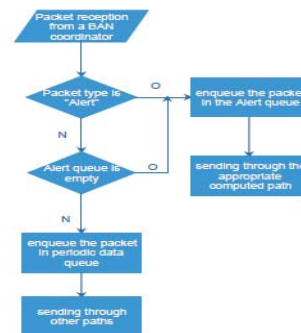 Packet reception
from a BAN
coordinator
Packet type is
"Alert"
O
enqueue the packet
in the Alert queue
N
Alert queue is
empty
O
sending through the
appropriate
computed path
N
enqueue the packet
in periodic data
queue
sending through
other paths